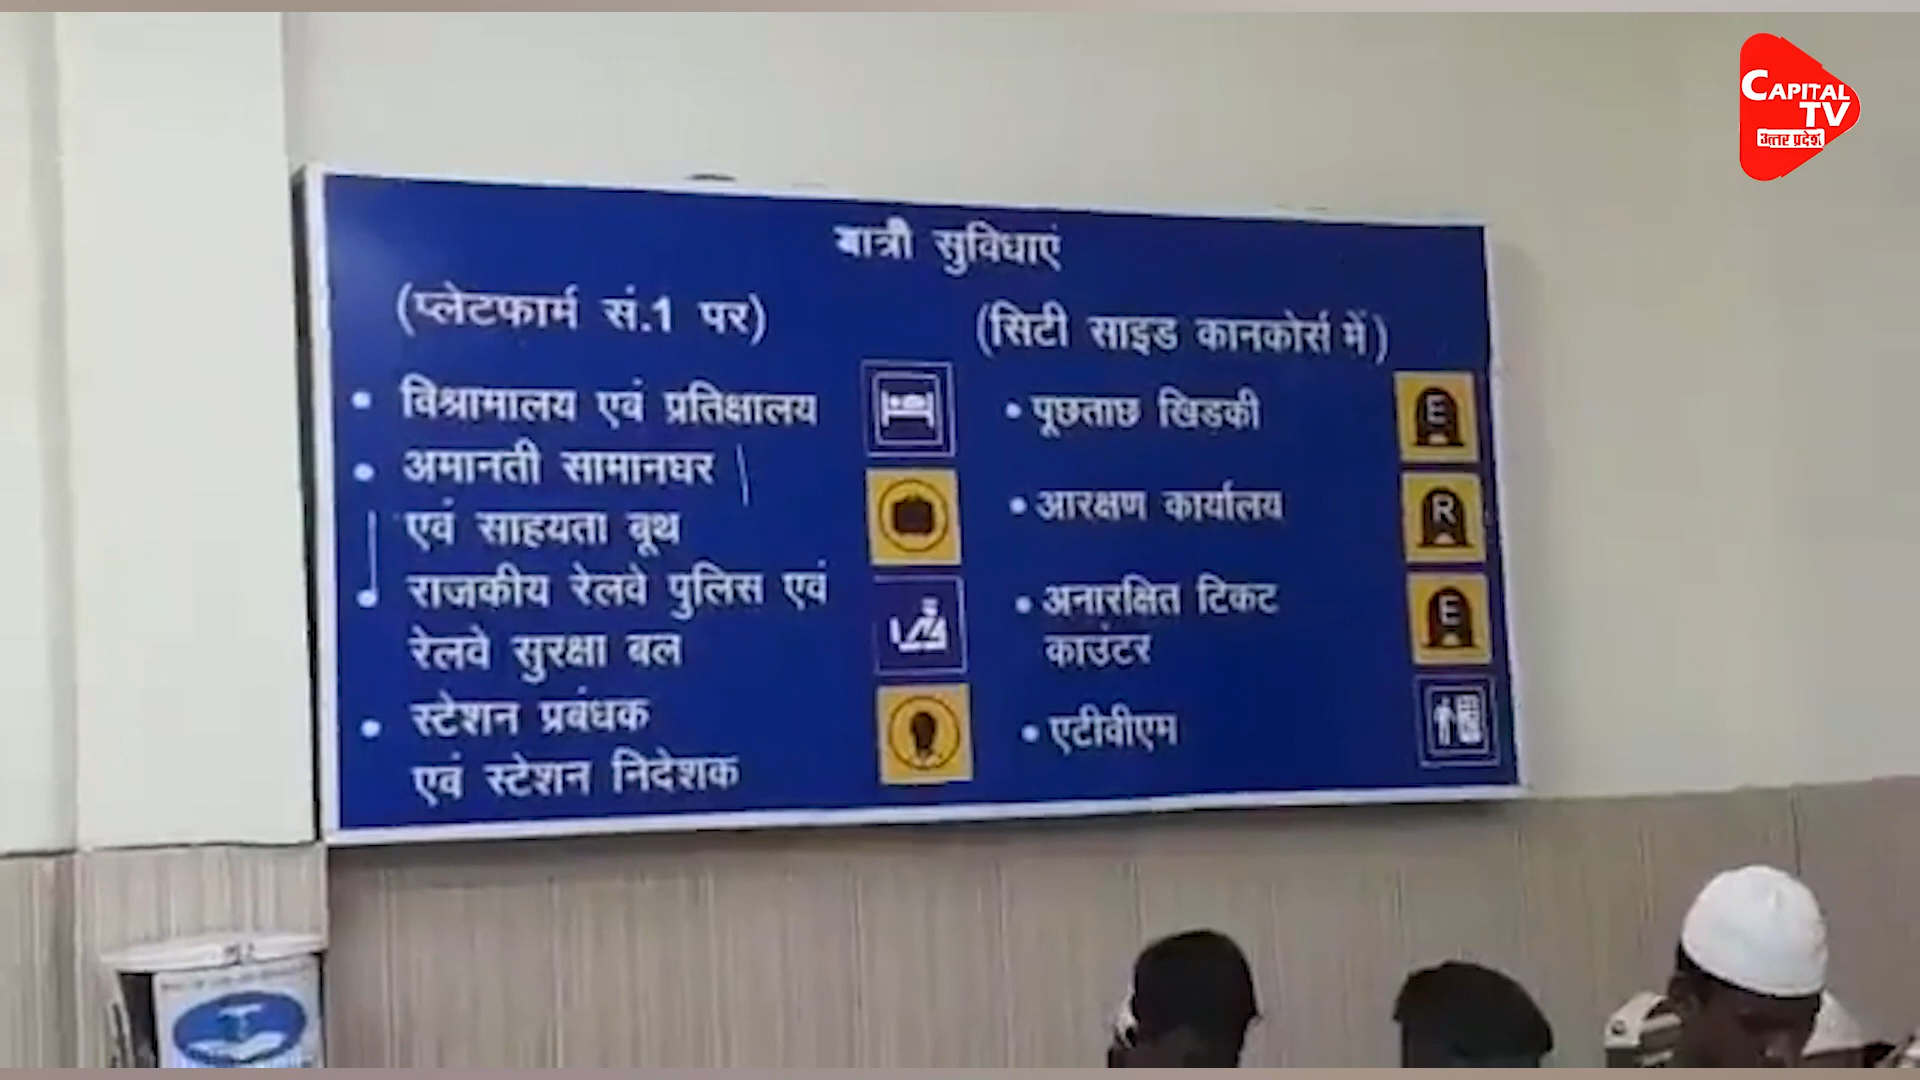 CAPITAL
TV
उत्तर प्रदेश
यात्री सुविधाएं
(प्लेटफार्म सं.1 पर)
• विश्रामालय एवं प्रतिक्षालय
• अमानती सामानघर
एवं साहयता बूथ
• राजकीय रेलवे पुलिस एवं
रेलवे सुरक्षा बल
• स्टेशन प्रबंधक
एवं स्टेशन निदेशक
(सिटी साइड कानकोर्स में)
• पूछताछ खिडकी
E
• आरक्षण कार्यालय
R
• अनारक्षित टिकट
काउंटर
E
• एटीवीएम